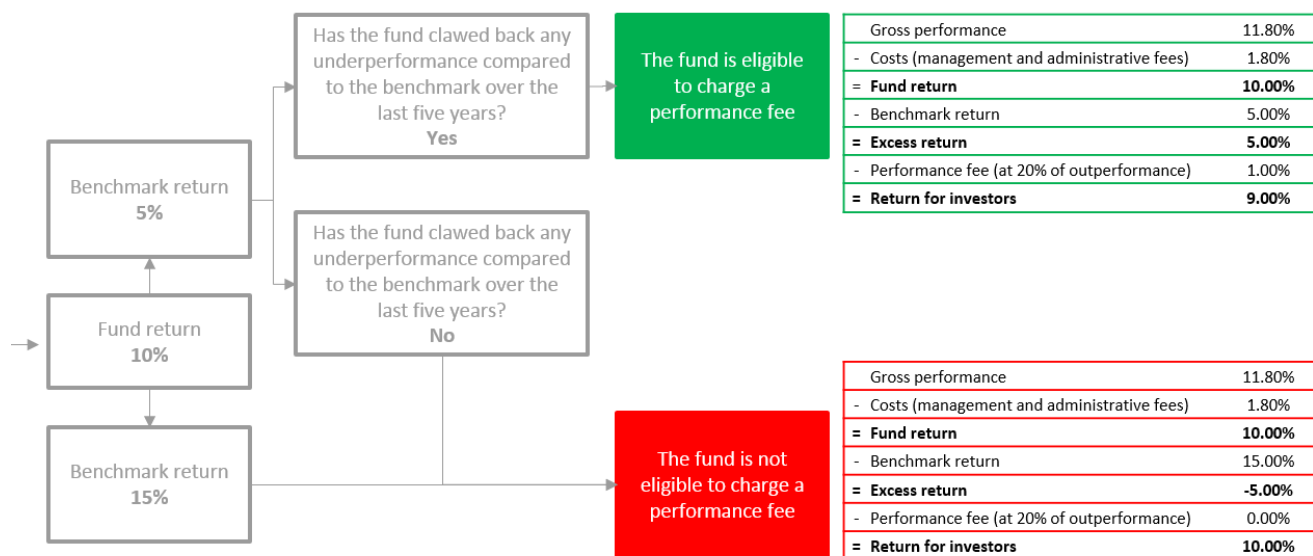 Has the fund clawed back any
underperformance compared
to the benchmark over the
last five years?
Yes
The fund is eligible
to charge a
performance fee
Gross performance 11.80%
- Costs (management and administrative fees) 1.80%
= Fund return 10.00%
- Benchmark return 5.00%
= Excess return 5.00%
- Performance fee (at 20% of outperformance) 1.00%
= Return for investors 9.00%
Benchmark return
5%
Has the fund clawed back any
underperformance compared
to the benchmark over the
last five years?
No
Fund return
10%
Benchmark return
15%
The fund is not
eligible to charge a
performance fee
Gross performance 11.80%
- Costs (management and administrative fees) 1.80%
= Fund return 10.00%
- Benchmark return 15.00%
= Excess return -5.00%
- Performance fee (at 20% of outperformance) 0.00%
= Return for investors 10.00%